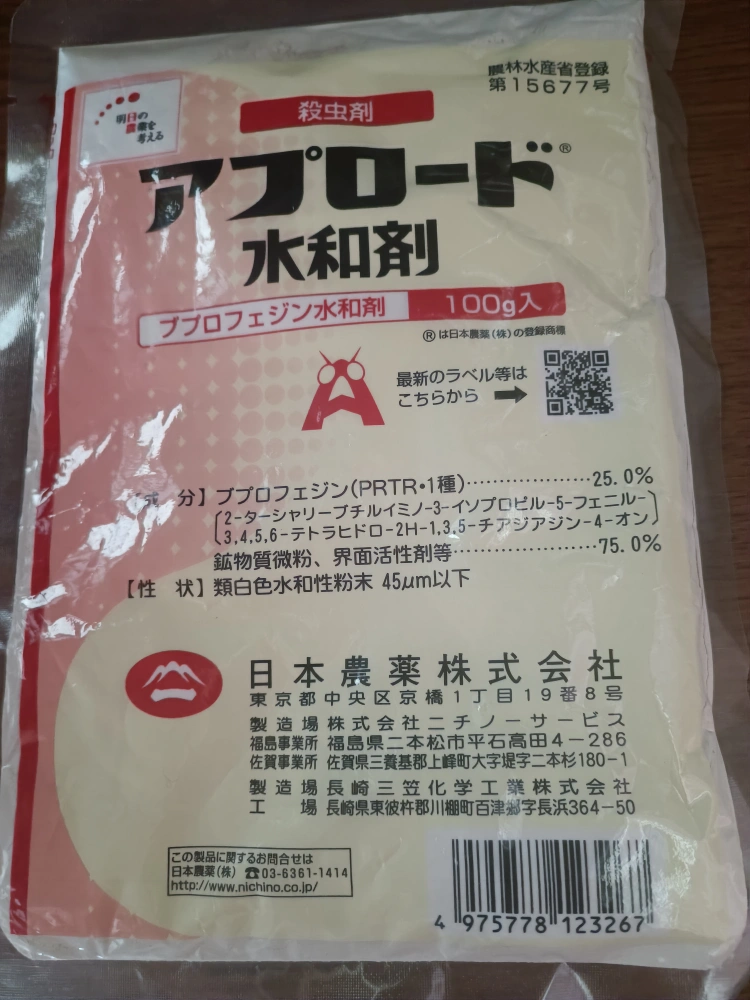 農林水産省登録
第15677号
明日の
農薬を
考える
殺虫剤
アプロード®
水和剤
ブプロフェジン水和剤 100g入
®は日本農薬(株)の登録商標
最新のラベル等は
こちらから
【成 分】ブプロフェジン(PRTR・1種)…………………25.0%
2-ターシャリーブチルイミノ-3-イソプロピル-5-フェニル-
3,4,5,6-テトラヒドロ-2H-1,3,5-チアジアジン-4-オン
鉱物質微粉、界面活性剤等……………………75.0%
【性 状】類白色水和性粉末 45μm以下
日本農薬株式会社
東京都中央区京橋1丁目19番8号
製造場 株式会社ニチノーサービス
福島事業所 福島県二本松市平石高田4-286
佐賀事業所 佐賀県三養基郡上峰町大字堤字二本杉180-1
製造場 長崎三笠化学工業株式会社
工 場 長崎県東彼杵郡川棚町百津郷字長浜364-50
この製品に関するお問合せは
日本農薬(株) ☎03-6361-1414
http://www.nichino.co.jp/
4 975778 123267